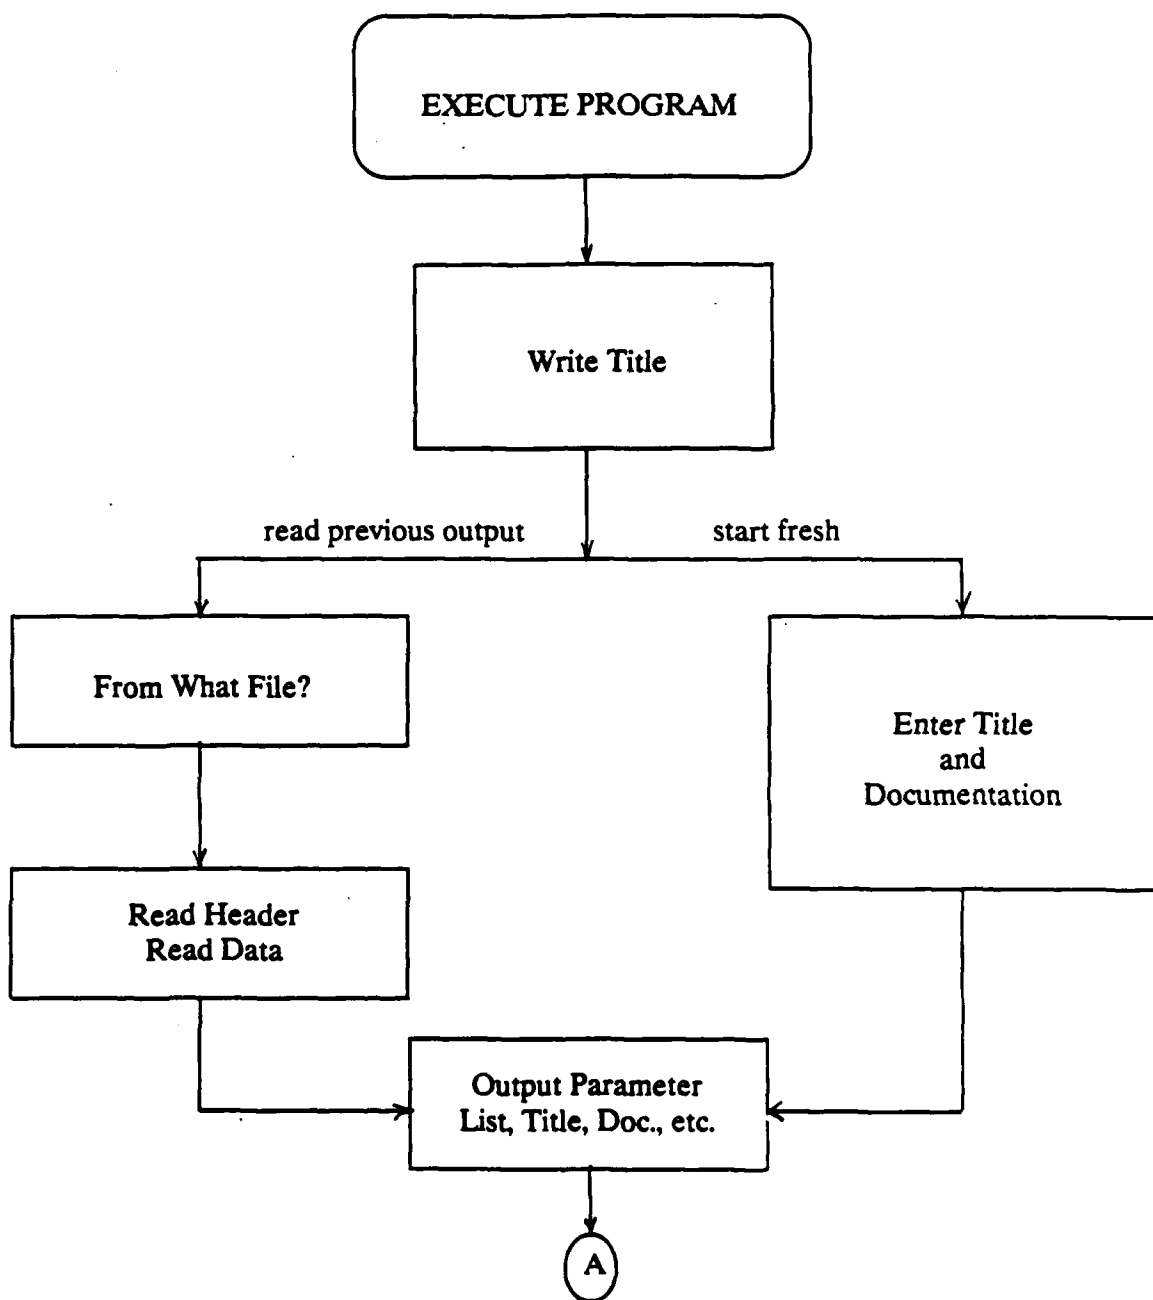 EXECUTE PROGRAM
Write Title
read previous output
start fresh
From What File?
Enter Title
and
Documentation
Read Header
Read Data
Output Parameter
List, Title, Doc., etc.
A